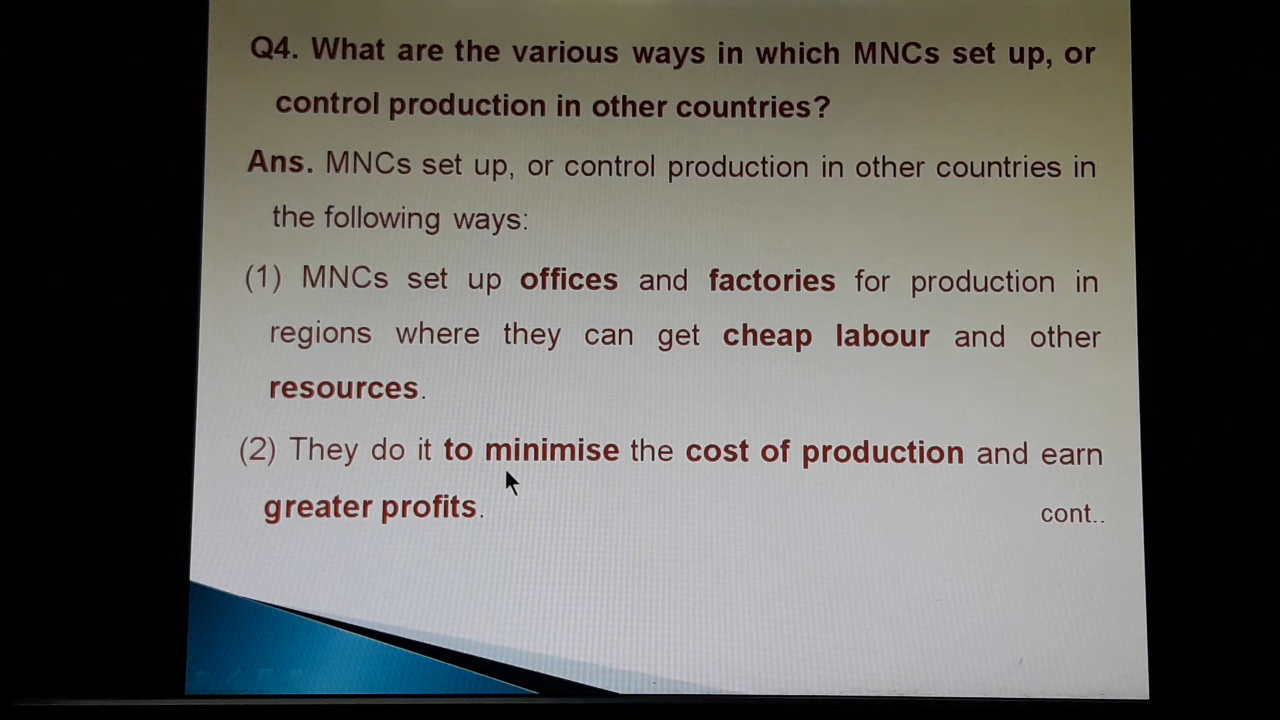 Q4. What are the various ways in which MNCs set up, or
control production in other countries?
Ans. MNCs set up, or control production in other countries in
the following ways:
(1) MNCs set up offices and factories for production in
regions where they can get cheap labour and other
resources.
(2) They do it to minimise the cost of production and earn
greater profits.
cont..